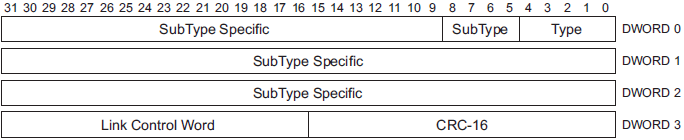 31 30 29 28 27 26 25 24 23 22 21 20 19 18 17 16 15 14 13 12 11 10 9 8 7 6 5 4 3 2 1 0
SubType Specific SubType Type DWORD 0
SubType Specific DWORD 1
SubType Specific DWORD 2
Link Control Word CRC-16 DWORD 3